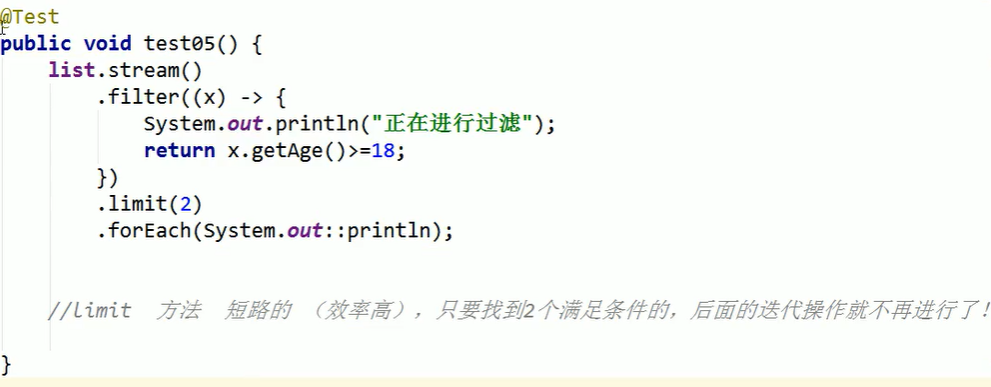 @Test
public void test05() {
    list.stream()
        .filter((x) -> {
            System.out.println("正在进行过滤");
            return x.getAge()>=18;
        })
        .limit(2)
        .forEach(System.out::println);
    //limit  方法  短路的 （效率高），只要找到2个满足条件的，后面的迭代操作就不再进行了！
}